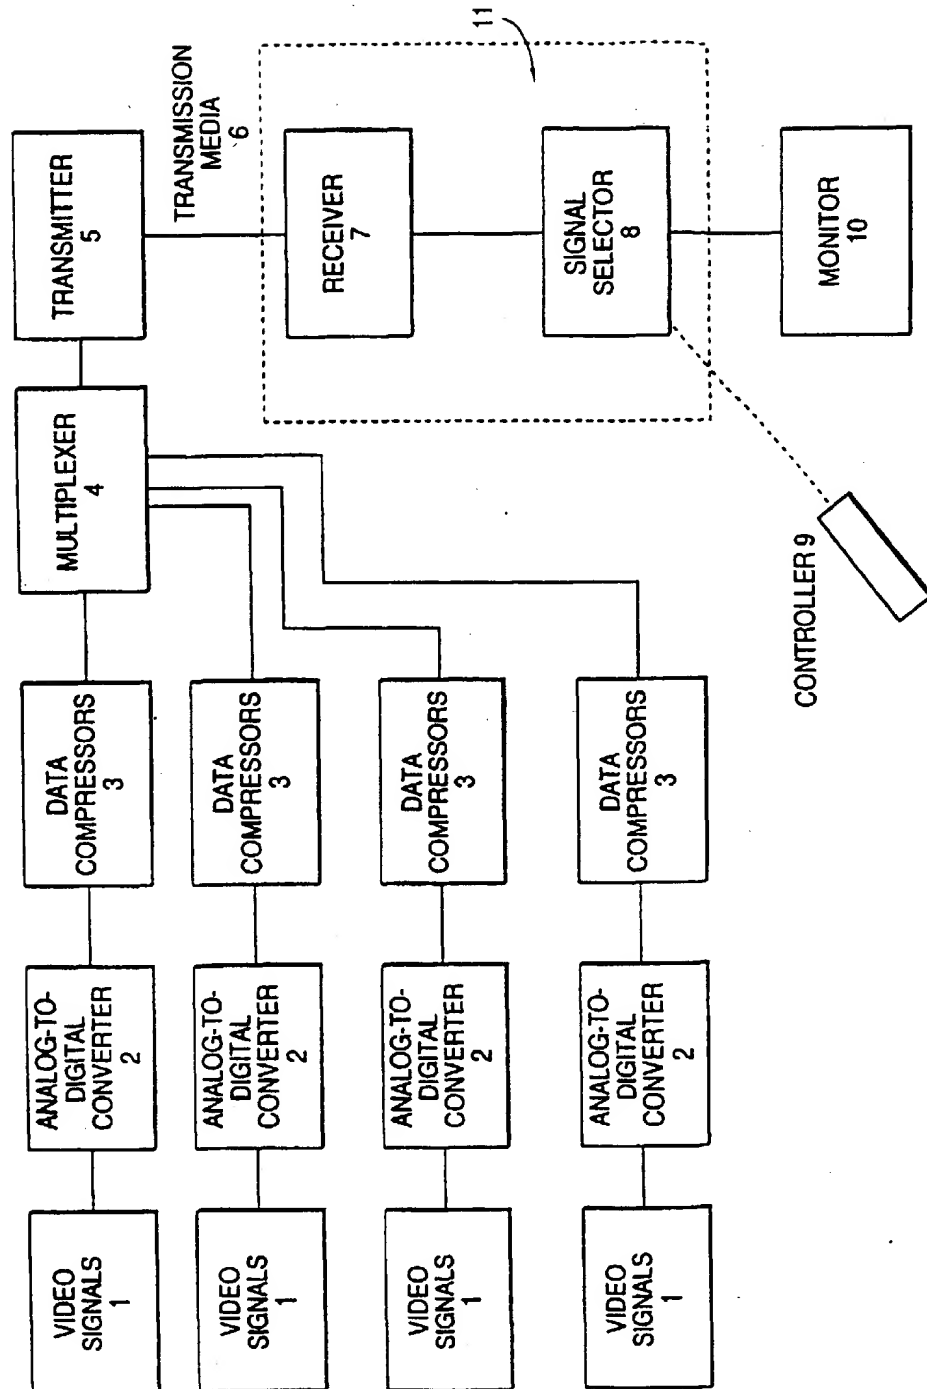 VIDEO
SIGNALS
1
ANALOG-TO-
DIGITAL
CONVERTER
2
DATA
COMPRESSORS
3
MULTIPLEXER
4
TRANSMITTER
5
VIDEO
SIGNALS
1
ANALOG-TO-
DIGITAL
CONVERTER
2
DATA
COMPRESSORS
3
TRANSMISSION
MEDIA
6
VIDEO
SIGNALS
1
ANALOG-TO-
DIGITAL
CONVERTER
2
DATA
COMPRESSORS
3
RECEIVER
7
VIDEO
SIGNALS
1
ANALOG-TO-
DIGITAL
CONVERTER
2
DATA
COMPRESSORS
3
SIGNAL
SELECTOR
8
11
CONTROLLER 9
MONITOR
10